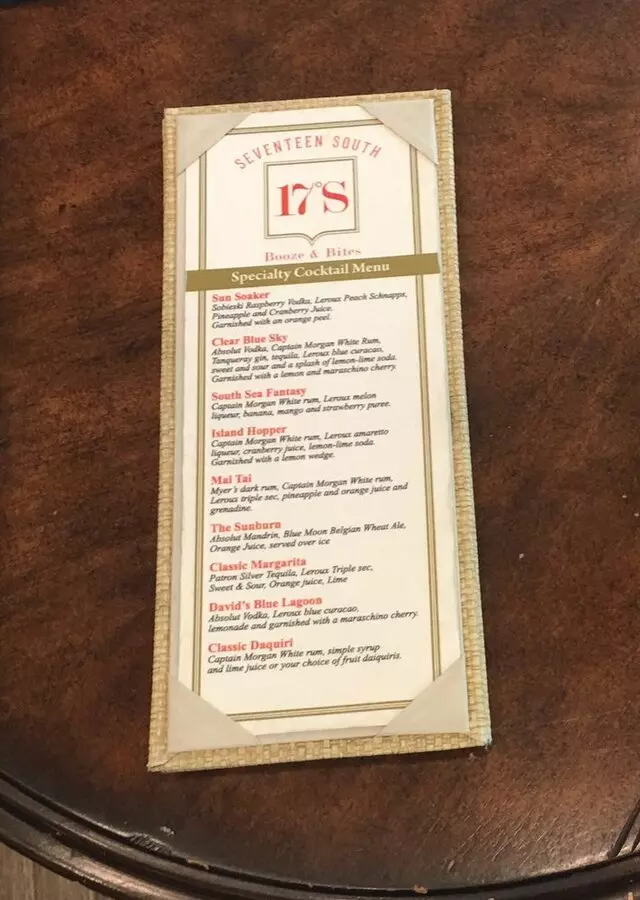 SEVENTEEN SOUTH
17°S
Booze & Bites
Specialty Cocktail Menu
Sun Soaker
Sobieski Raspberry Vodka, Leroux Peach Schnapps,
Pineapple and Cranberry Juice.
Garnished with an orange peel.
Clear Blue Sky
Absolut Vodka, Captain Morgan White Rum,
Tanqueray gin, tequila, Leroux blue curacao,
sweet and sour and a splash of lemon-lime soda.
Garnished with a lemon and maraschino cherry.
South Sea Fantasy
Captain Morgan White rum, Leroux melon
liqueur, banana, mango and strawberry puree.
Island Hopper
Captain Morgan White rum, Leroux amaretto
liqueur, cranberry juice, lemon-lime soda.
Garnished with a lemon wedge.
Mai Tai
Myer's dark rum, Captain Morgan White rum,
Leroux triple sec, pineapple and orange juice and
grenadine.
The Sunburn
Absolut Mandrin, Blue Moon Belgian Wheat Ale,
Orange Juice, served over ice
Classic Margarita
Patron Silver Tequila, Leroux Triple sec,
Sweet & Sour, Orange juice, Lime
David's Blue Lagoon
Absolut Vodka, Leroux blue curacao,
lemonade and garnished with a maraschino cherry.
Classic Daquiri
Captain Morgan White rum, simple syrup
and lime juice or your choice of fruit daiquiris.